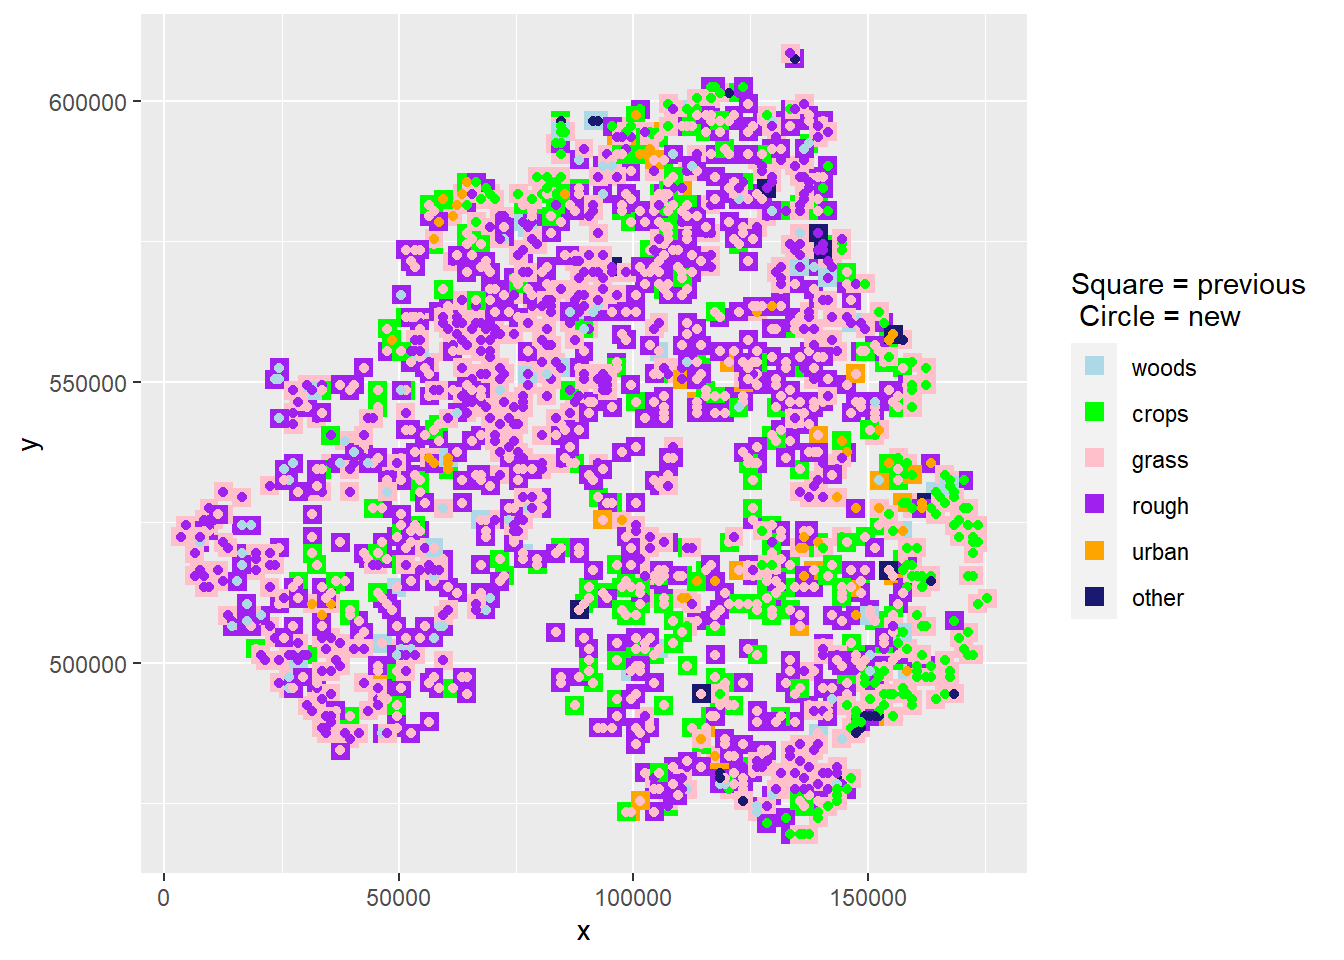 600000
550000
500000
y
0
50000
100000
150000
x
Square = previous
Circle = new
woods
crops
grass
rough
urban
other